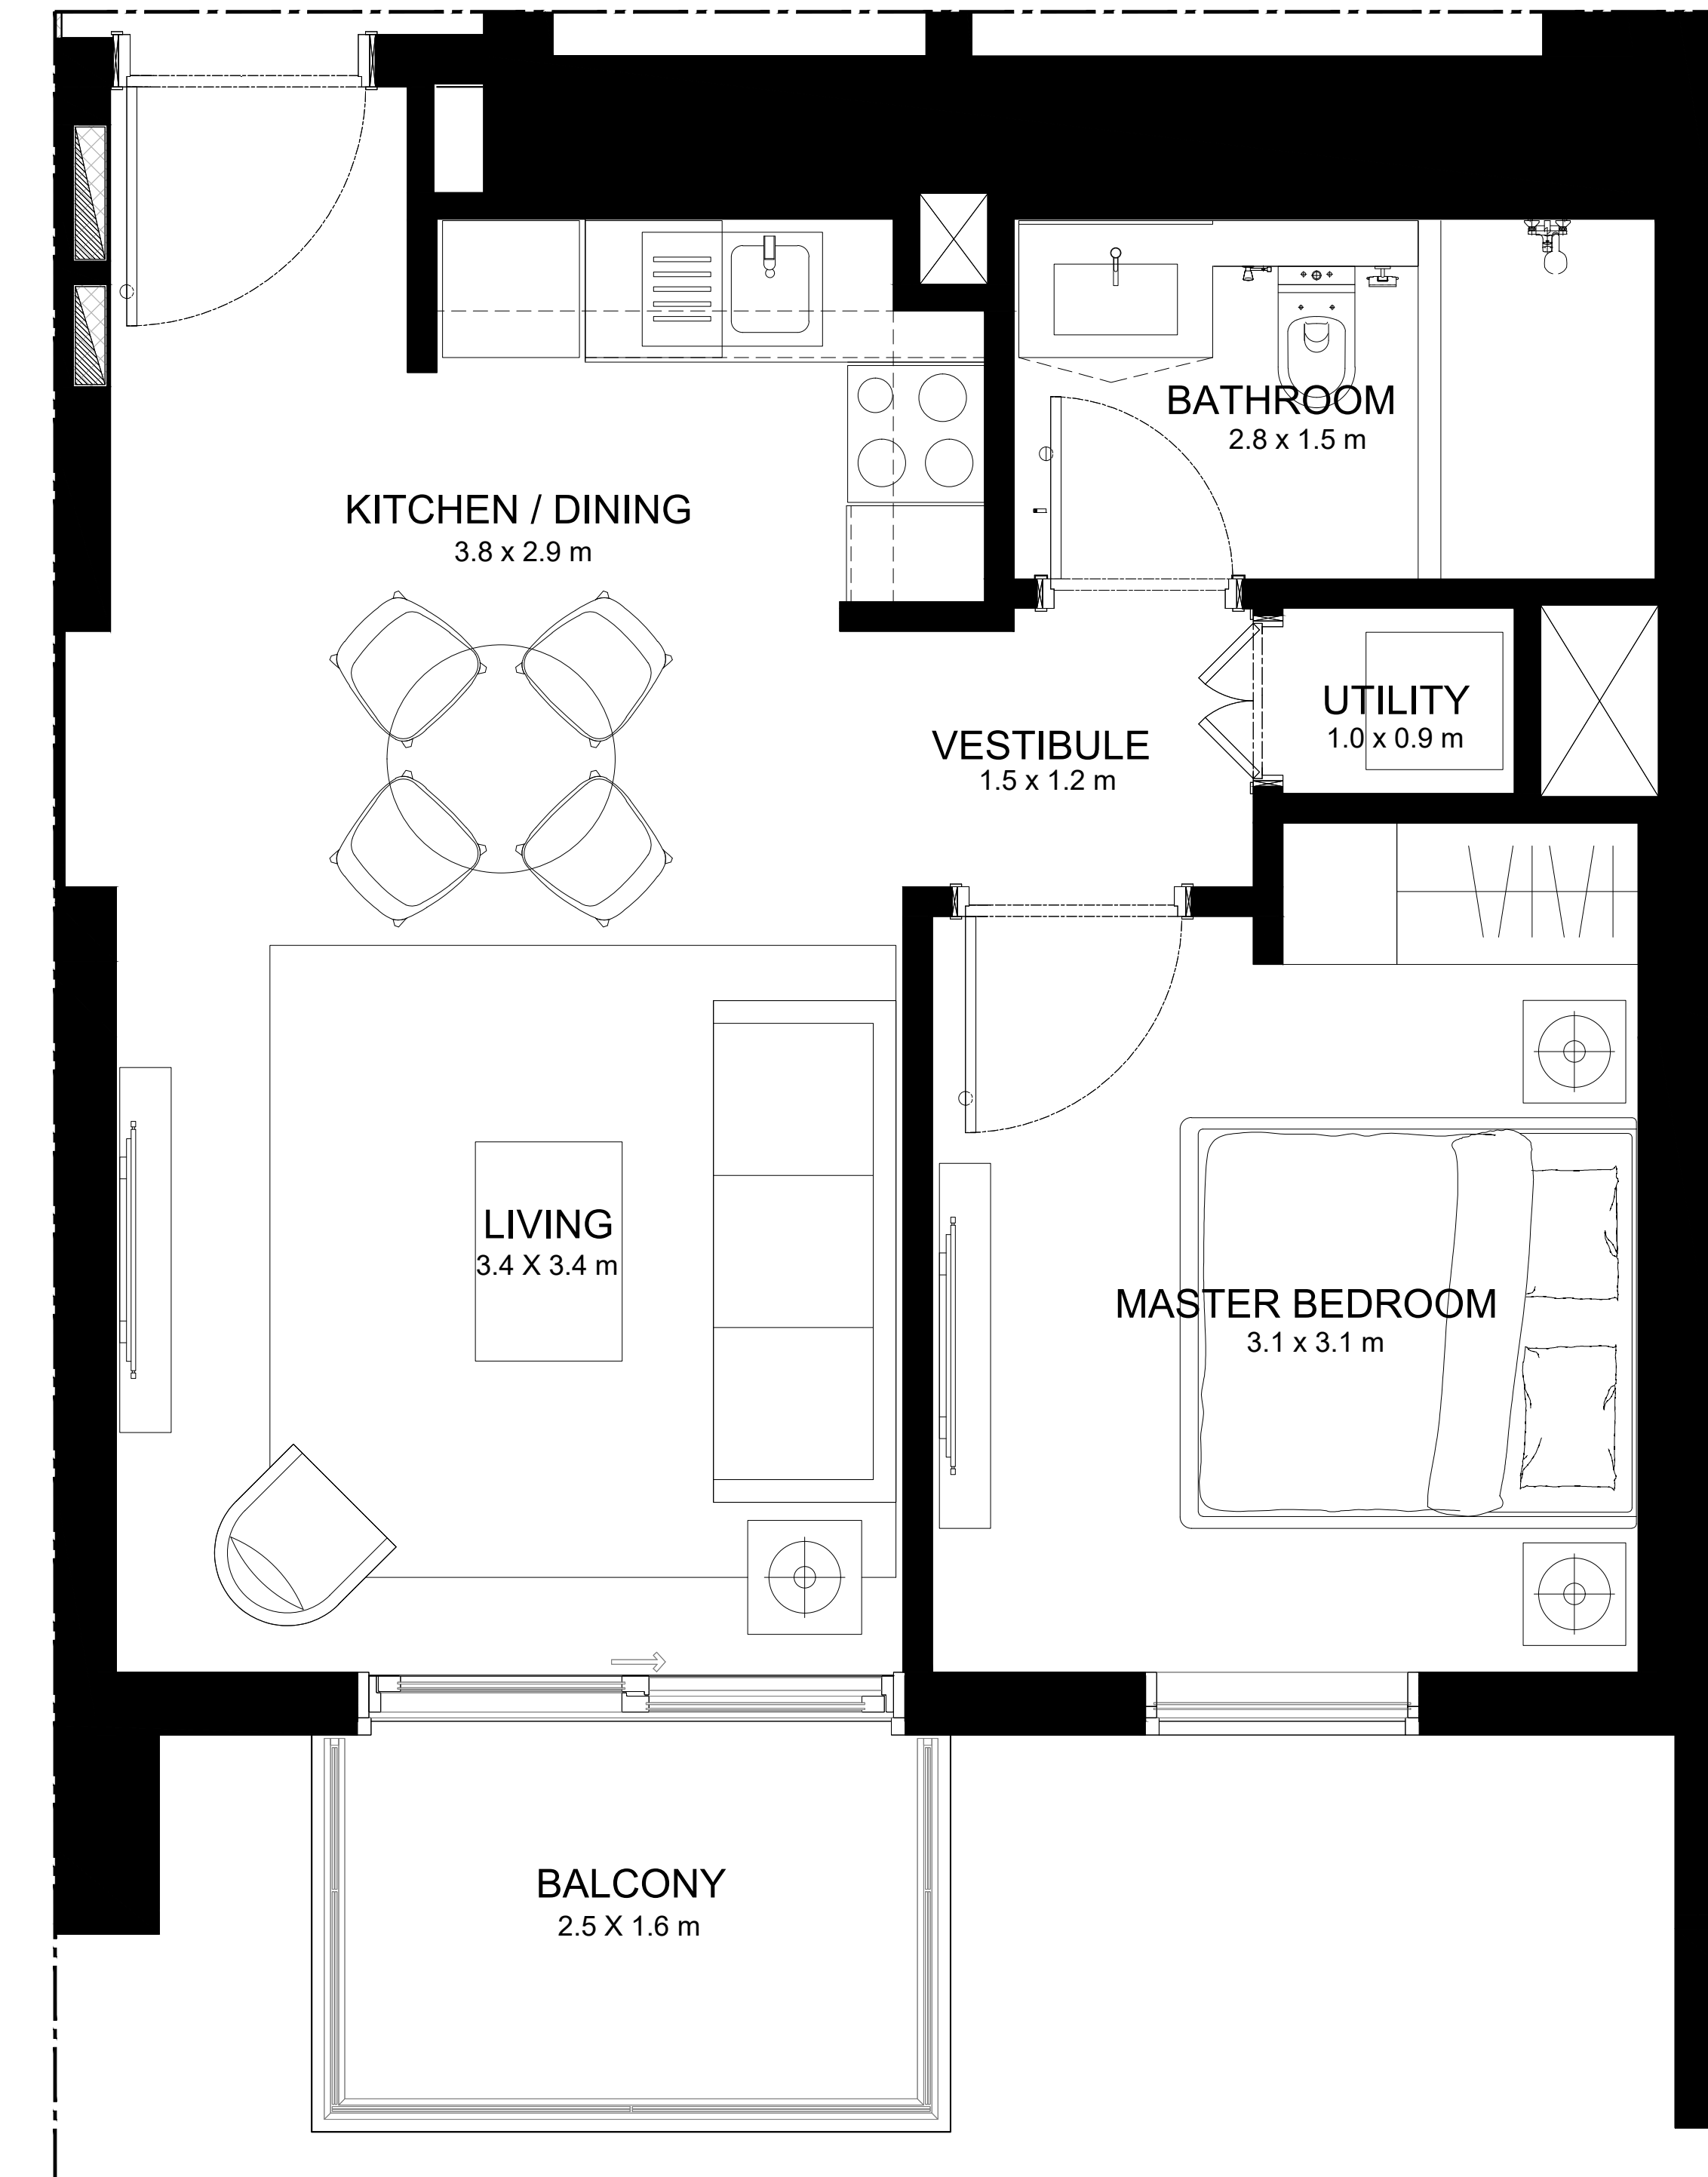 BATHROOM
2.8 x 1.5 m
KITCHEN / DINING
3.8 x 2.9 m
UTILITY
1.0 x 0.9 m
VESTIBULE
1.5 x 1.2 m
LIVING
3.4 X 3.4 m
MASTER BEDROOM
3.1 x 3.1 m
BALCONY
2.5 X 1.6 m